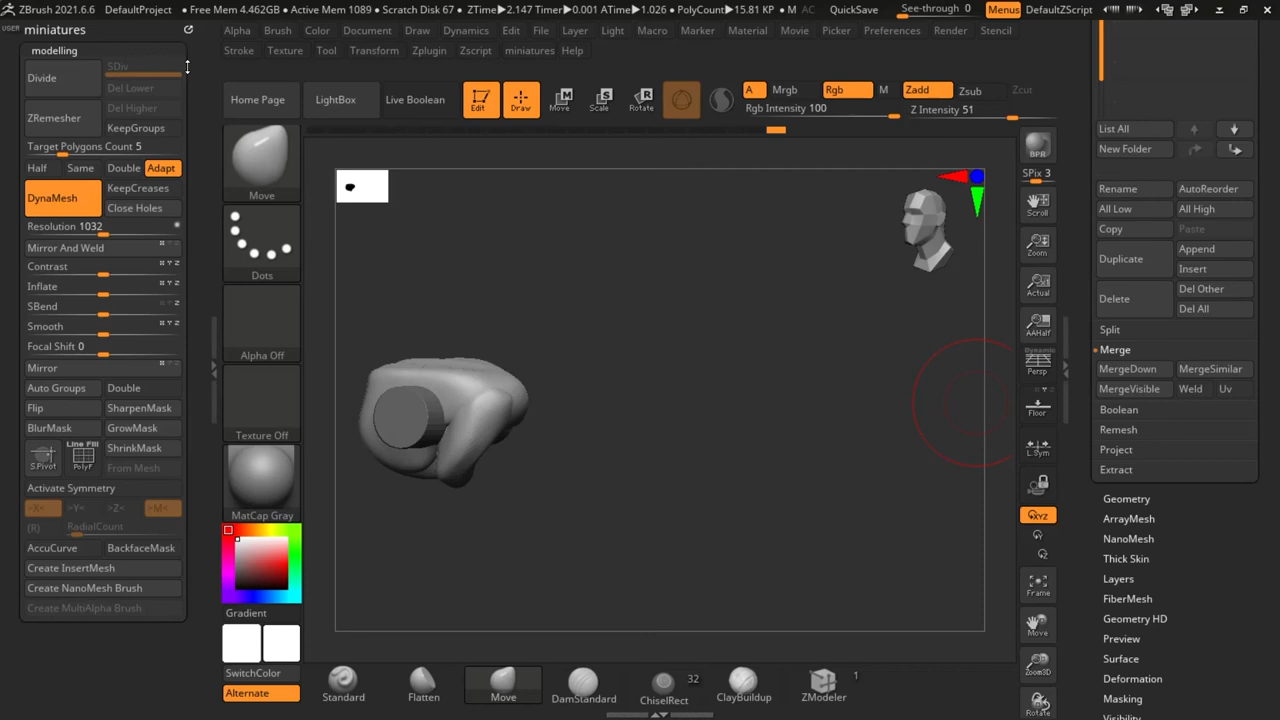 ZBrush 2021.6.6 DefaultProject ● Free Mem 4.462GB ● Active Mem 1089 ● Scratch Disk 67 ● ZTime▸2.147 Timer▸0.001 ATime▸1.026 ● PolyCount▸15.81 KP ● M AC QuickSave See-through 0 Menus DefaultZScript
USER miniatures
Alpha Brush Color Document Draw Dynamics Edit File Layer Light Macro Marker Material Movie Picker Preferences Render Stencil
Stroke Texture Tool Transform Zplugin Zscript miniatures Help
modelling
Divide
SDiv
Del Lower
ZRemesher
Del Higher
KeepGroups
Target Polygons Count 5
Half Same Double Adapt
DynaMesh
KeepCreases
Close Holes
Resolution 1032
Mirror And Weld
Contrast
Inflate
SBend
Smooth
Focal Shift 0
Mirror
Auto Groups Double
Flip SharpenMask
BlurMask GrowMask
S.Pivot
Line Fill
PolyF
ShrinkMask
From Mesh
Activate Symmetry
>X< >Y< >Z< >M<
(R) RadialCount
AccuCurve BackfaceMask
Create InsertMesh
Create NanoMesh Brush
Create MultiAlpha Brush
Home Page LightBox Live Boolean Edit Draw Move Scale Rotate
A Mrgb Rgb M Zadd Zsub Zcut
Rgb Intensity 100 Z Intensity 51
Move
Dots
Alpha Off
Texture Off
MatCap Gray
Gradient
SwitchColor
Alternate
BPR
SPix 3
Scroll
Zoom
Actual
AAHalf
Dynamic
Persp
Floor
L.Sym
XYZ
Y
Z
Frame
Move
Zoom3D
Rotate
List All
New Folder
Rename AutoReorder
All Low All High
Copy Paste
Duplicate
Append
Insert
Delete
Del Other
Del All
Split
Merge
MergeDown MergeSimilar
MergeVisible Weld Uv
Boolean
Remesh
Project
Extract
Geometry
ArrayMesh
NanoMesh
Thick Skin
Layers
FiberMesh
Geometry HD
Preview
Surface
Deformation
Masking
Visibility
Standard Flatten Move DamStandard ChiselRect 32 ClayBuildup ZModeler 1